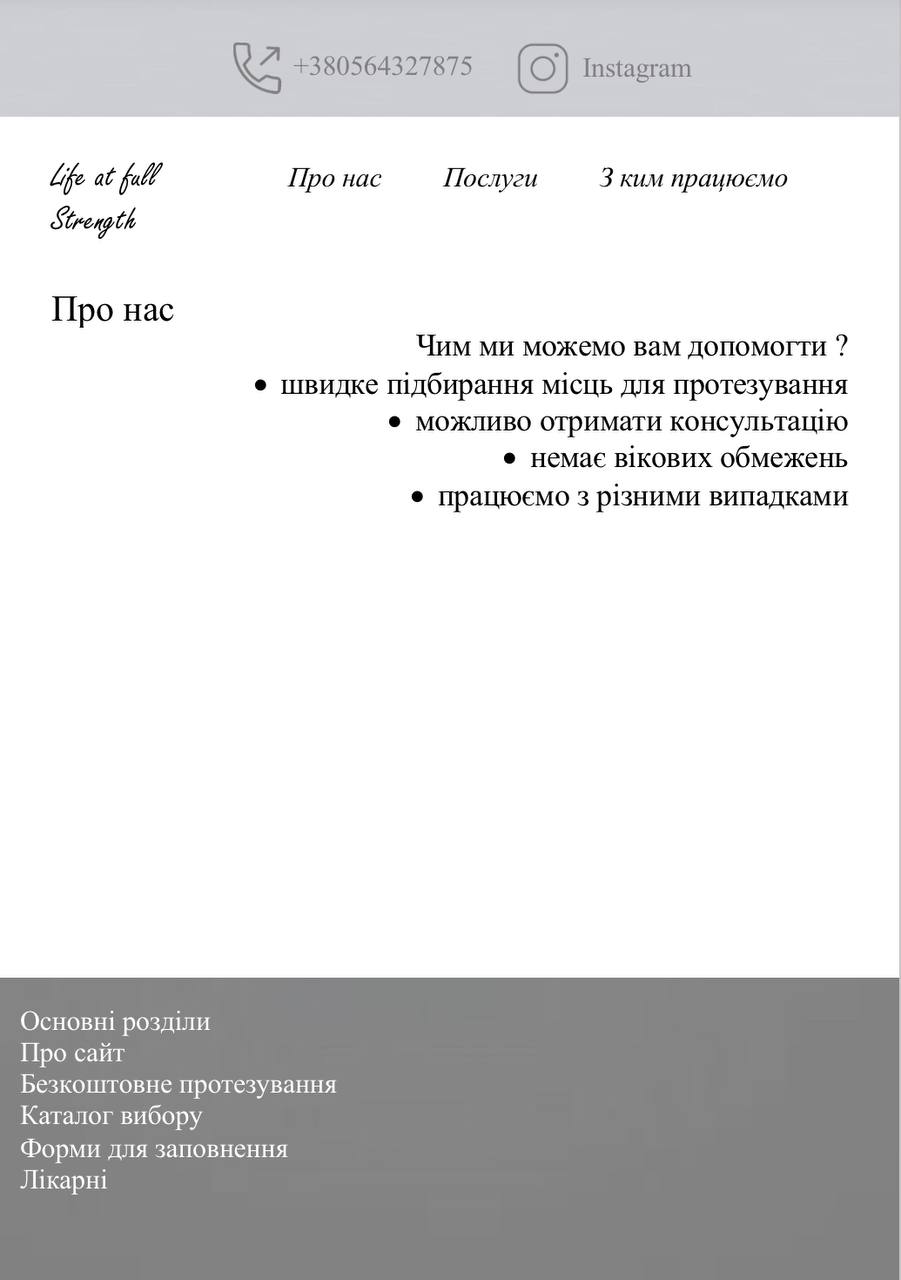 +380564327875 Instagram
Life at full
Strength
Про нас Послуги З ким працюємо
Про нас
Чим ми можемо вам допомогти ?
• швидке підбирання місць для протезування
• можливо отримати консультацію
• немає вікових обмежень
• працюємо з різними випадками
Основні розділи
Про сайт
Безкоштовне протезування
Каталог вибору
Форми для заповнення
Лікарні